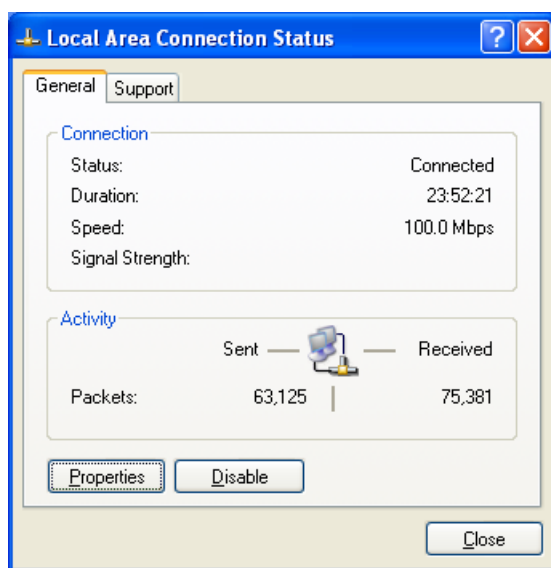 Local Area Connection Status
General Support
Connection
Status: Connected
Duration: 23:52:21
Speed: 100.0 Mbps
Signal Strength:
Activity
Sent Received
Packets: 63,125 75,381
Properties Disable
Close